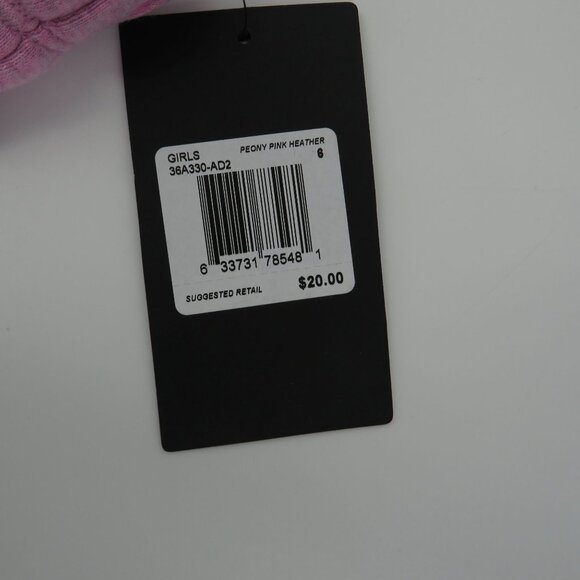 GIRLS PEONY PINK HEATHER
36A330-AD2 6
6 33731 78548 1
SUGGESTED RETAIL $20.00